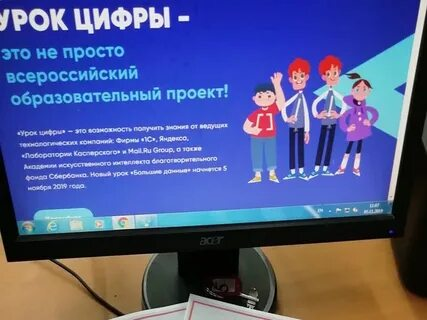 УРОК ЦИФРЫ –
это не просто
всероссийский
образовательный проект!
«Урок цифры» — это возможность получить знания от ведущих
технологических компаний: Фирмы «1С», Яндекса,
«Лаборатории Касперского» и Mail.Ru Group, а также
Академии искусственного интеллекта благотворительного
фонда Сбербанка. Новый урок «Большие данные» начнется 5
ноября 2019 года.
EN
acer